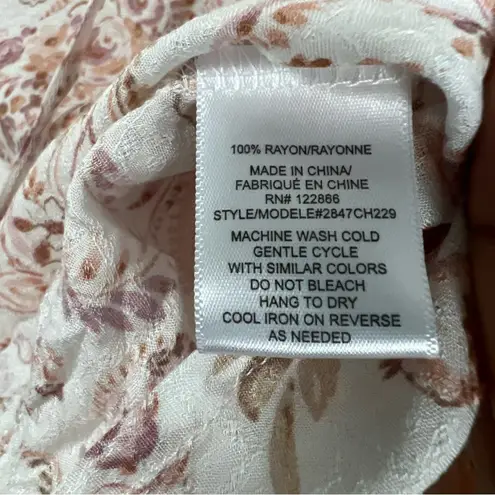 100% RAYON/RAYONNE
MADE IN CHINA/
FABRIQUÉ EN CHINE
RN# 122866
STYLE/MODELE#2847CH229
MACHINE WASH COLD
GENTLE CYCLE
WITH SIMILAR COLORS
DO NOT BLEACH
HANG TO DRY
COOL IRON ON REVERSE
AS NEEDED